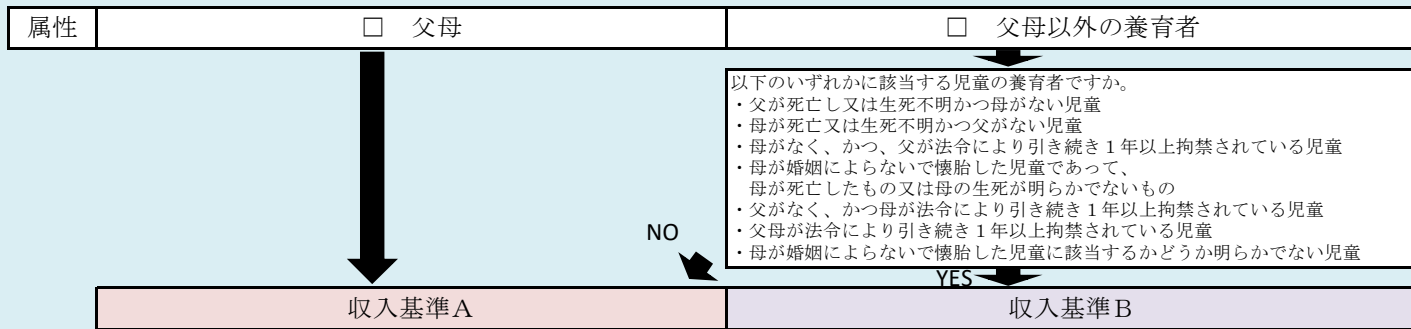 属性 □ 父母 □ 父母以外の養育者
以下のいずれかに該当する児童の養育者ですか。
・父が死亡し又は生死不明かつ母がない児童
・母が死亡又は生死不明かつ父がない児童
・母がなく、かつ、父が法令により引き続き１年以上拘禁されている児童
・母が婚姻によらないで懐胎した児童であって、
母が死亡したもの又は母の生死が明らかでないもの
・父がなく、かつ母が法令により引き続き１年以上拘禁されている児童
・父母が法令により引き続き１年以上拘禁されている児童
・母が婚姻によらないで懐胎した児童に該当するかどうか明らかでない児童
NO
YES
収入基準Ａ 収入基準Ｂ